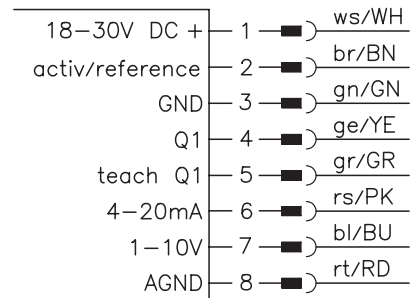 18-30V DC + 1 ws/WH
activ/reference 2 br/BN
GND 3 gn/GN
Q1 4 ge/YE
teach Q1 5 gr/GR
4-20mA 6 rs/PK
1-10V 7 bl/BU
AGND 8 rt/RD